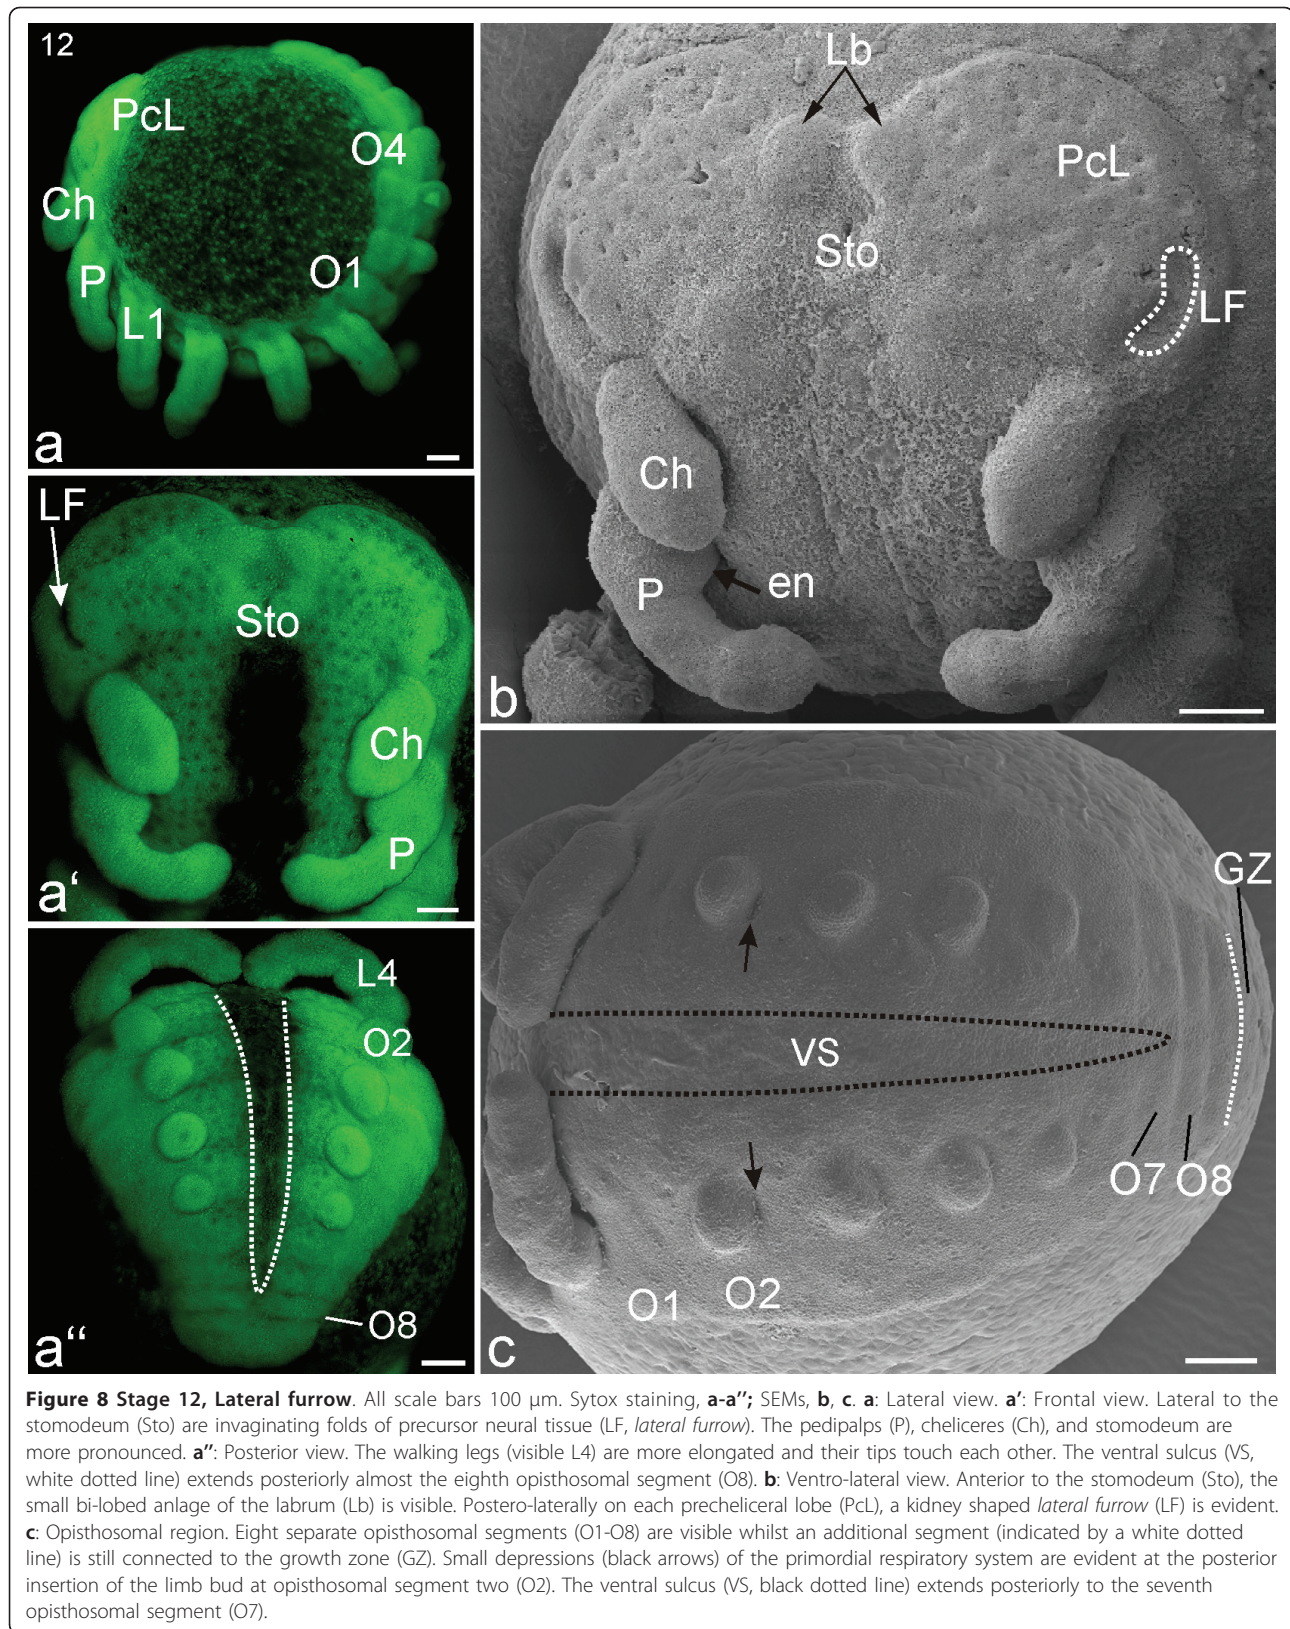 12
PcL
O4
Ch
P
O1
L1
a
LF
Sto
Ch
P
a‘
L4
O2
O8
a‘‘
Lb
PcL
Sto
LF
Ch
P
en
b
GZ
VS
O7 O8
O1 O2
c
Figure 8 Stage 12, Lateral furrow. All scale bars 100 μm. Sytox staining, a-a′′; SEMs, b, c. a: Lateral view. a′: Frontal view. Lateral to the
stomodeum (Sto) are invaginating folds of precursor neural tissue (LF, lateral furrow). The pedipalps (P), cheliceres (Ch), and stomodeum are
more pronounced. a′′: Posterior view. The walking legs (visible L4) are more elongated and their tips touch each other. The ventral sulcus (VS,
white dotted line) extends posteriorly almost the eighth opisthosomal segment (O8). b: Ventro-lateral view. Anterior to the stomodeum (Sto), the
small bi-lobed anlage of the labrum (Lb) is visible. Postero-laterally on each precheliceral lobe (PcL), a kidney shaped lateral furrow (LF) is evident.
c: Opisthosomal region. Eight separate opisthosomal segments (O1-O8) are visible whilst an additional segment (indicated by a white dotted
line) is still connected to the growth zone (GZ). Small depressions (black arrows) of the primordial respiratory system are evident at the posterior
insertion of the limb bud at opisthosomal segment two (O2). The ventral sulcus (VS, black dotted line) extends posteriorly to the seventh
opisthosomal segment (O7).